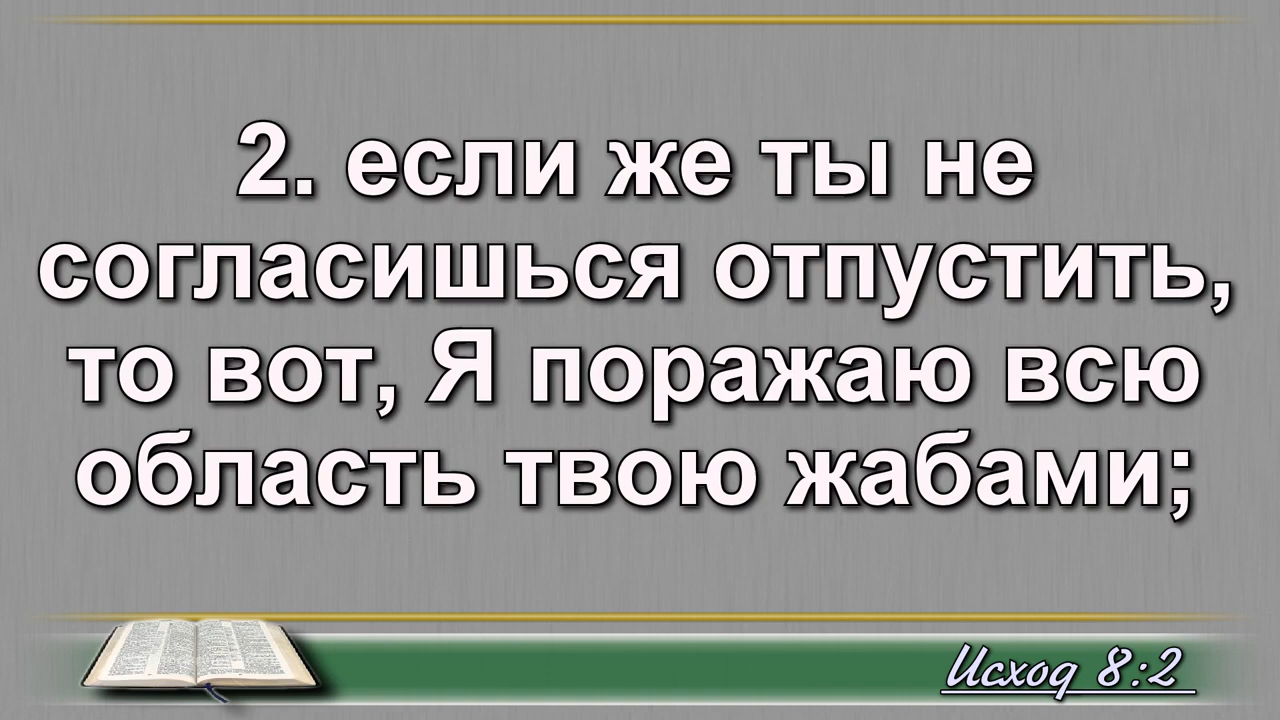 2. если же ты не
согласишься отпустить,
то вот, Я поражаю всю
область твою жабами;
Исход 8:2